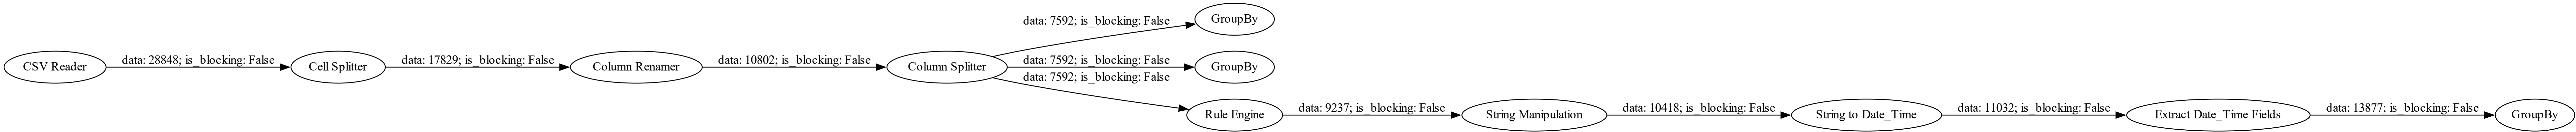 data: 7592; is_blocking: False
GroupBy
CSV Reader
data: 28848; is_blocking: False
Cell Splitter
data: 17829; is_blocking: False
Column Renamer
data: 10802; is_blocking: False
Column Splitter
data: 7592; is_blocking: False
GroupBy
data: 7592; is_blocking: False
Rule Engine
data: 9237; is_blocking: False
String Manipulation
data: 10418; is_blocking: False
String to Date_Time
data: 11032; is_blocking: False
Extract Date_Time Fields
data: 13877; is_blocking: False
GroupBy